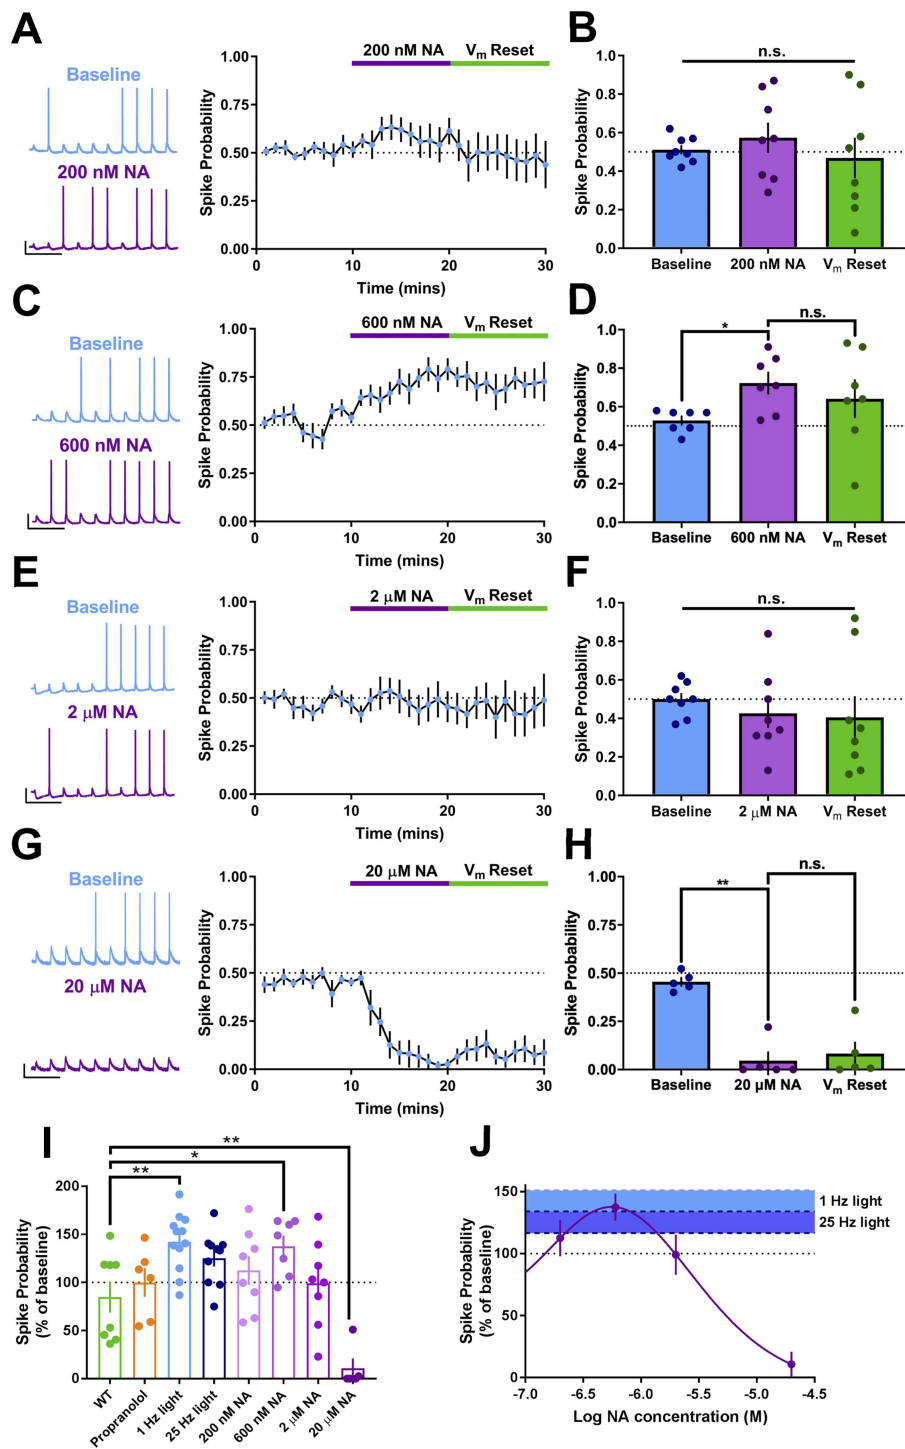 A
Baseline
200 nM NA
Spike Probability
1.00
0.75
0.50
0.25
0.00
200 nM NA
Vm Reset
0
10
20
30
Time (mins)
B
n.s.
Spike Probability
1.0
0.8
0.6
0.4
0.2
0.0
Baseline
200 nM NA
Vm Reset
C
Baseline
600 nM NA
Spike Probability
1.00
0.75
0.50
0.25
0.00
600 nM NA
Vm Reset
0
10
20
30
Time (mins)
D
*
n.s.
Spike Probability
1.0
0.8
0.6
0.4
0.2
0.0
Baseline
600 nM NA
Vm Reset
E
Baseline
2 μM NA
Spike Probability
1.00
0.75
0.50
0.25
0.00
2 μM NA
Vm Reset
0
10
20
30
Time (mins)
F
n.s.
Spike Probability
1.0
0.8
0.6
0.4
0.2
0.0
Baseline
2 μM NA
Vm Reset
G
Baseline
20 μM NA
Spike Probability
1.00
0.75
0.50
0.25
0.00
20 μM NA
Vm Reset
0
10
20
30
Time (mins)
H
**
n.s.
Spike Probability
1.00
0.75
0.50
0.25
0.00
Baseline
20 μM NA
Vm Reset
I
**
*
**
Spike Probability
(% of baseline)
200
150
100
50
0
WT
Propranolol
1 Hz light
25 Hz light
200 nM NA
600 nM NA
2 μM NA
20 μM NA
J
Spike Probability
(% of baseline)
150
100
50
0
1 Hz light
25 Hz light
-7.0
-6.5
-6.0
-5.5
-5.0
-4.5
Log NA concentration (M)